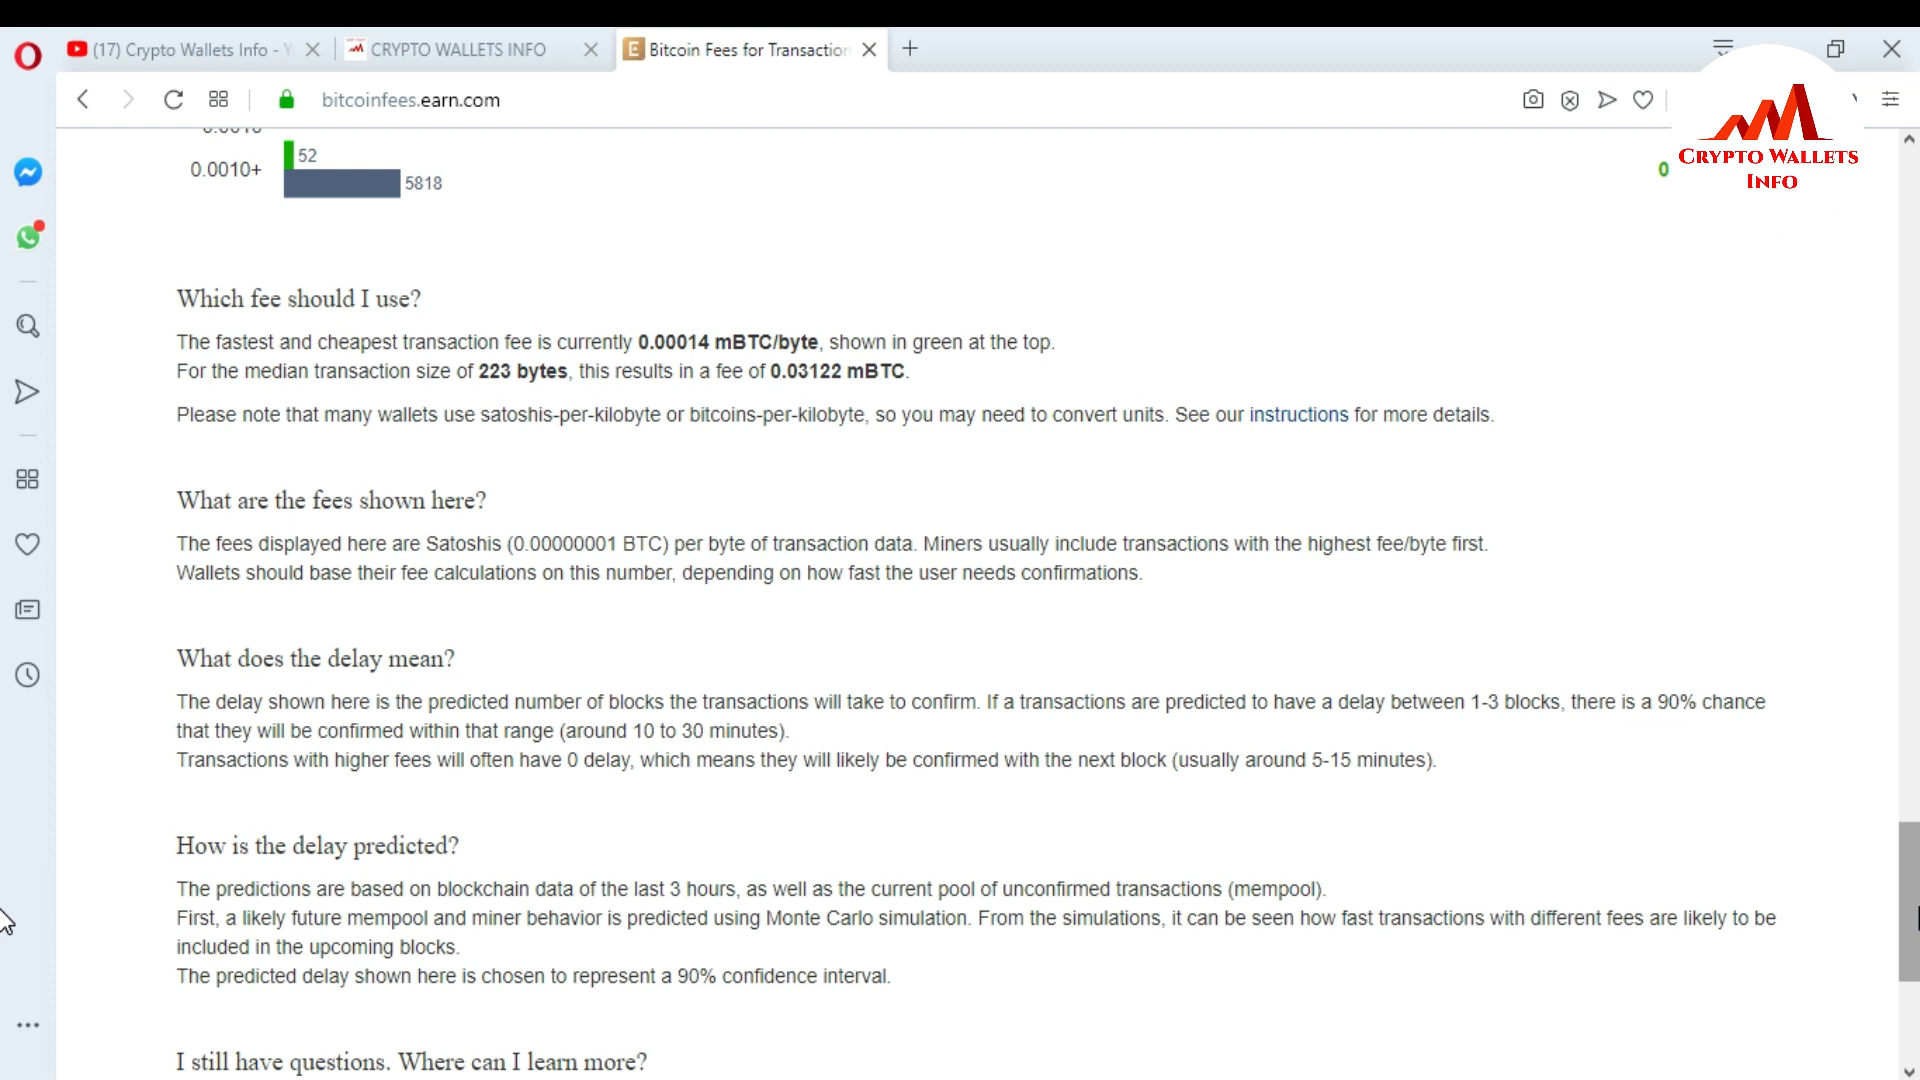 (17) Crypto Wallets Info - Y
CRYPTO WALLETS INFO
Bitcoin Fees for Transaction
bitcoinfees.earn.com
CRYPTO WALLETS
INFO
52
0.0010+
5818
0
Which fee should I use?
The fastest and cheapest transaction fee is currently 0.00014 mBTC/byte, shown in green at the top.
For the median transaction size of 223 bytes, this results in a fee of 0.03122 mBTC.
Please note that many wallets use satoshis-per-kilobyte or bitcoins-per-kilobyte, so you may need to convert units. See our instructions for more details.
What are the fees shown here?
The fees displayed here are Satoshis (0.00000001 BTC) per byte of transaction data. Miners usually include transactions with the highest fee/byte first.
Wallets should base their fee calculations on this number, depending on how fast the user needs confirmations.
What does the delay mean?
The delay shown here is the predicted number of blocks the transactions will take to confirm. If a transactions are predicted to have a delay between 1-3 blocks, there is a 90% chance
that they will be confirmed within that range (around 10 to 30 minutes).
Transactions with higher fees will often have 0 delay, which means they will likely be confirmed with the next block (usually around 5-15 minutes).
How is the delay predicted?
The predictions are based on blockchain data of the last 3 hours, as well as the current pool of unconfirmed transactions (mempool).
First, a likely future mempool and miner behavior is predicted using Monte Carlo simulation. From the simulations, it can be seen how fast transactions with different fees are likely to be
included in the upcoming blocks.
The predicted delay shown here is chosen to represent a 90% confidence interval.
I still have questions. Where can I learn more?